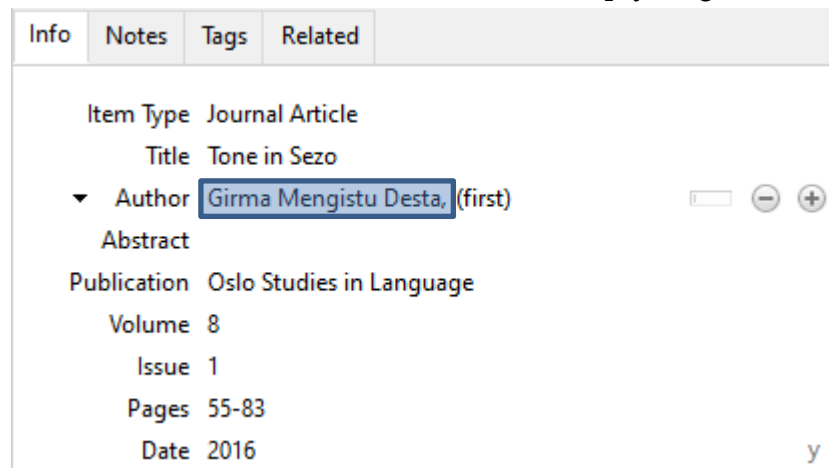 Info Notes Tags Related
Item Type Journal Article
Title Tone in Sezo
Author Girma Mengistu Desta, (first)
Abstract
Publication Oslo Studies in Language
Volume 8
Issue 1
Pages 55-83
Date 2016 y